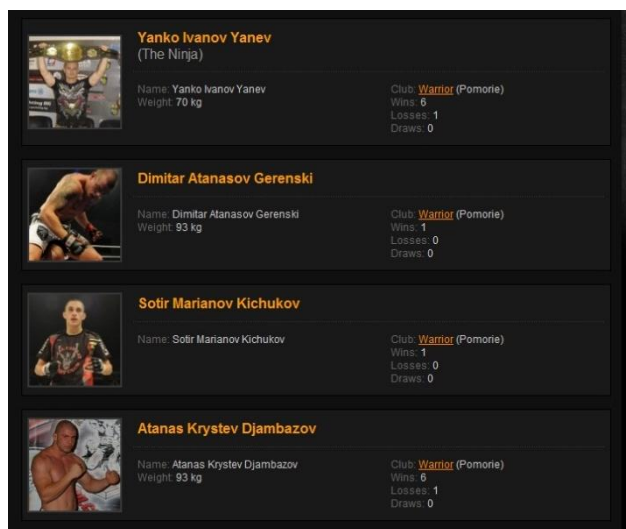 Yanko Ivanov Yanev
(The Ninja)
Name: Yanko Ivanov Yanev
Weight: 70 kg
Club: Warrior (Pomorie)
Wins: 6
Losses: 1
Draws: 0
Dimitar Atanasov Gerenski
Name: Dimitar Atanasov Gerenski
Weight: 93 kg
Club: Warrior (Pomorie)
Wins: 1
Losses: 0
Draws: 0
Sotir Marianov Kichukov
Name: Sotir Marianov Kichukov
Club: Warrior (Pomorie)
Wins: 1
Losses: 0
Draws: 0
Atanas Krystev Djambazov
Name: Atanas Krystev Djambazov
Weight: 93 kg
Club: Warrior (Pomorie)
Wins: 6
Losses: 1
Draws: 0